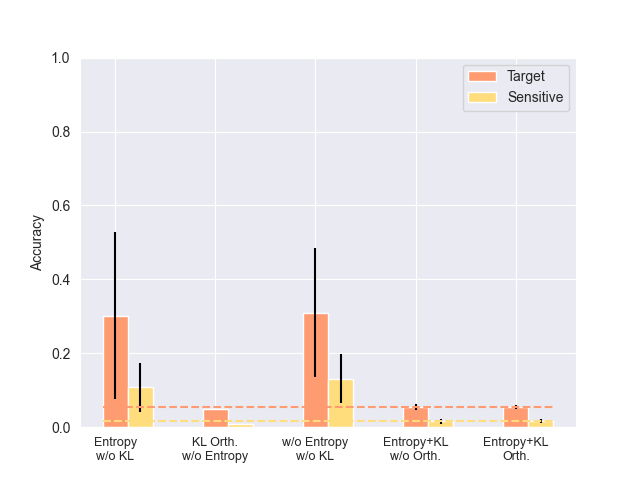 1.0
0.8
0.6
0.4
0.2
0.0
Accuracy
Target
Sensitive
Entropy
w/o KL
KL Orth.
w/o Entropy
w/o Entropy
w/o KL
Entropy+KL
w/o Orth.
Entropy+KL
Orth.